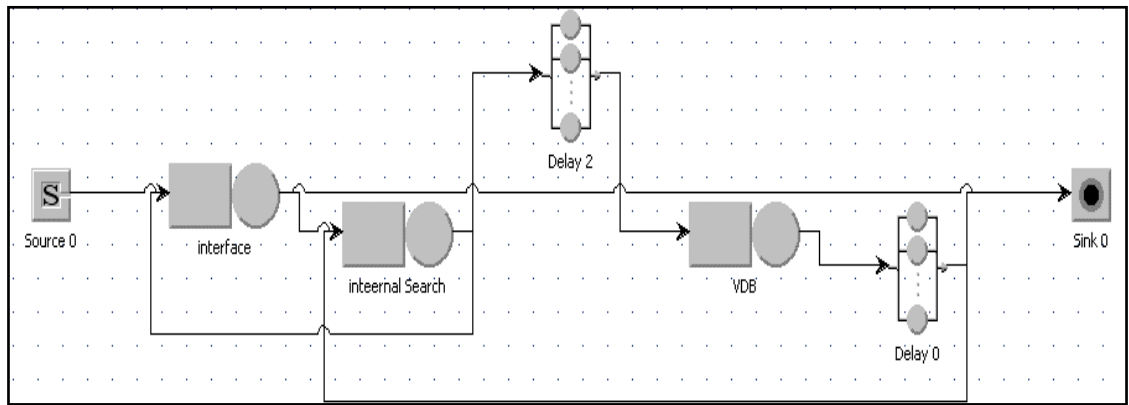 Delay 2
S
Source 0
interface
inteernal Search
VDB
Delay 0
Sink 0